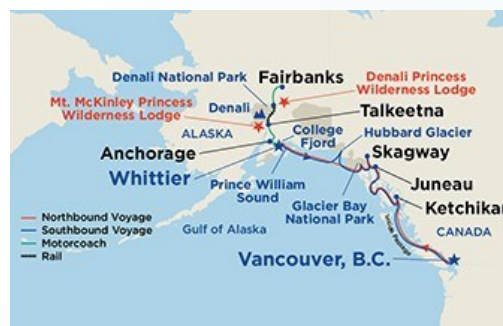 Denali National Park
Fairbanks
Denali Princess
Wilderness Lodge
Mt. McKinley Princess
Wilderness Lodge
Denali
Talkeetna
ALASKA
College
Fjord
Hubbard Glacier
Anchorage
Skagway
Whittier
Juneau
Prince William
Sound
Glacier Bay
National Park
Ketchikan
Northbound Voyage
Southbound Voyage
Motorcoach
Rail
Gulf of Alaska
Inside Passage
CANADA
Vancouver, B.C.